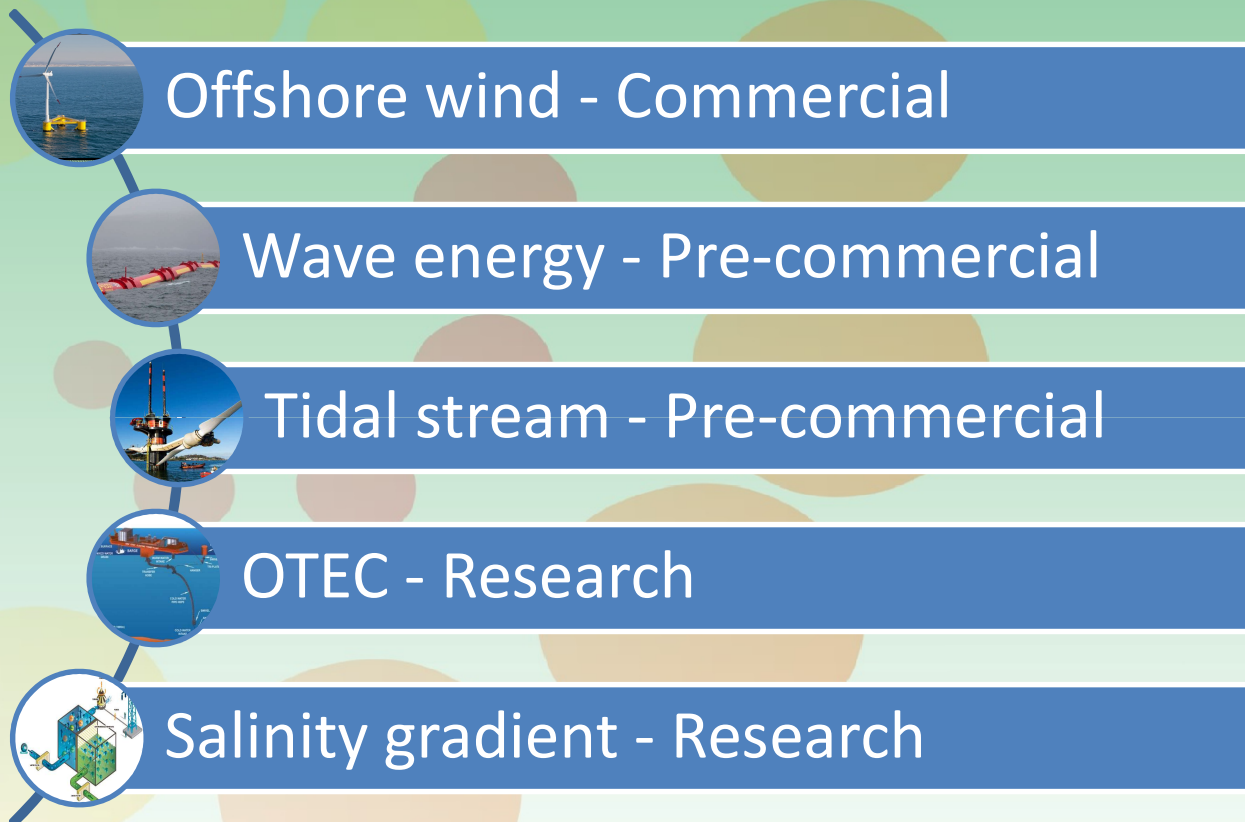 Offshore wind - Commercial
Wave energy - Pre-commercial
Tidal stream - Pre-commercial
OTEC - Research
Salinity gradient - Research